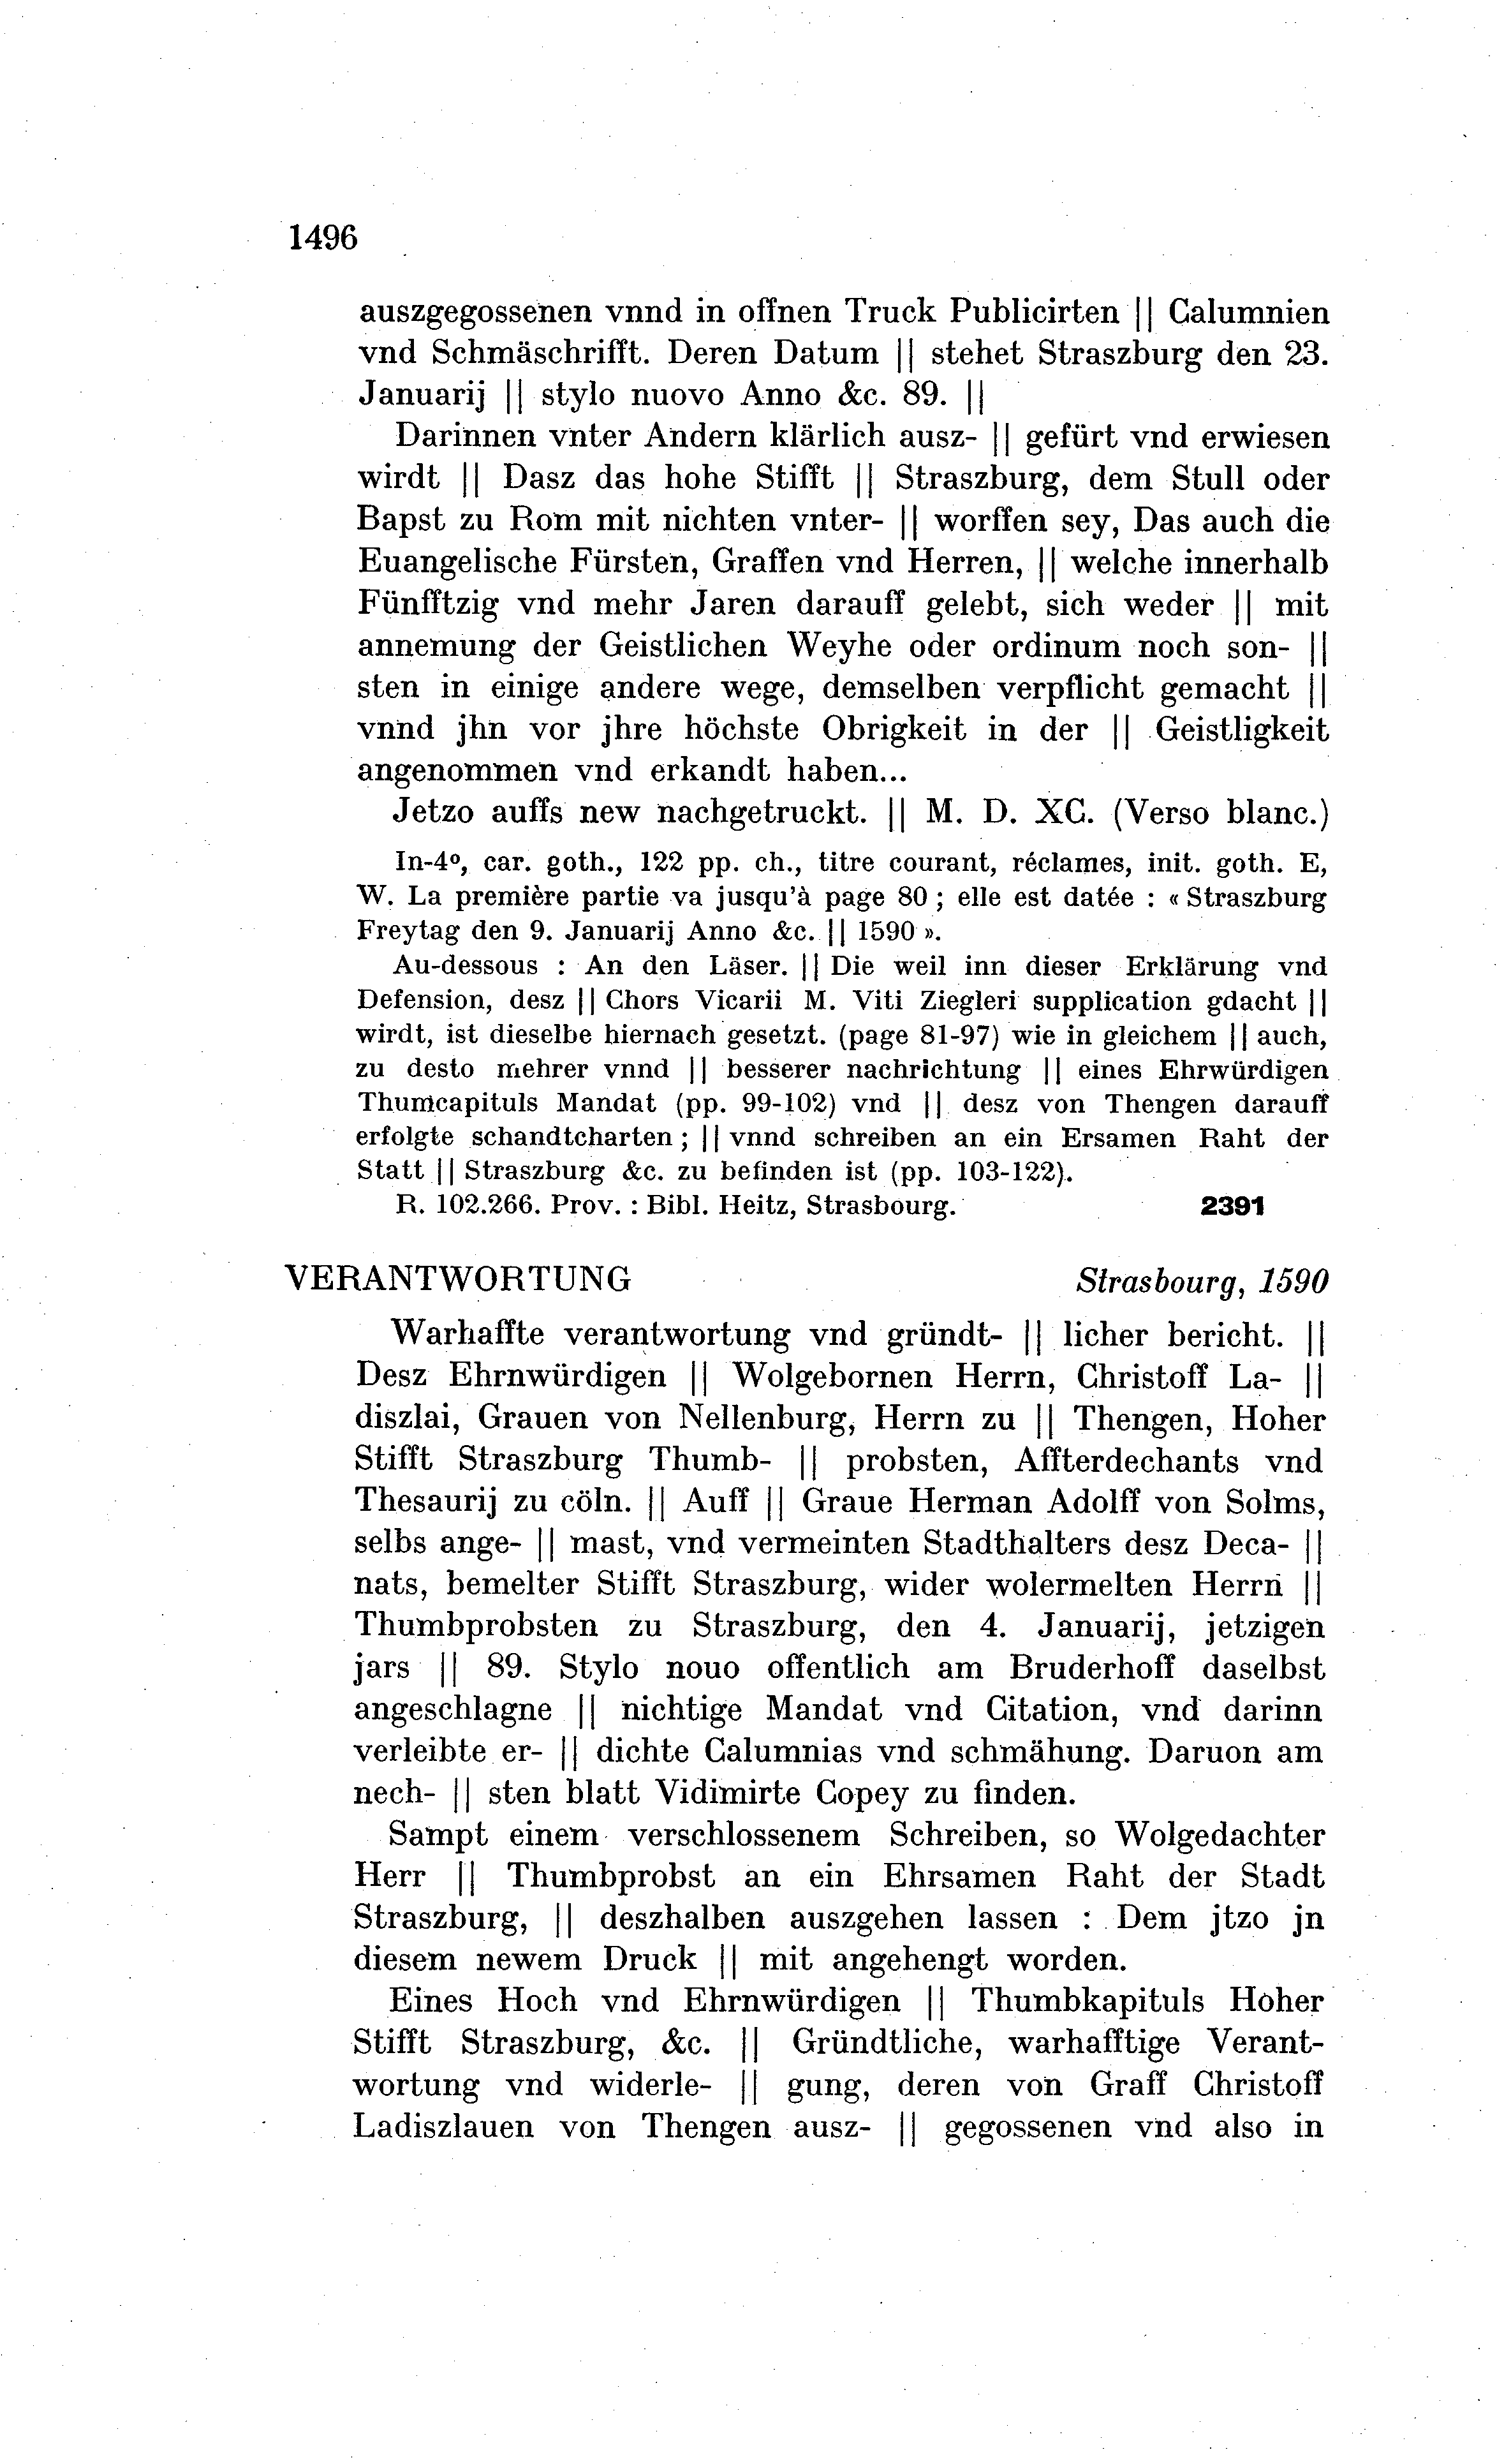 1496
auszgegossenen vnnd in offnen Truck Publicirten || Calumnien
vnd Schmäschrifft. Deren Datum || stehet Straszburg den 23.
Januarij || stylo nuovo Anno &c. 89. ||
Darinnen vnter Andern klärlich ausz- || gefürt vnd erwiesen
wirdt || Dasz das hohe Stifft || Straszburg, dem Stull oder
Bapst zu Rom mit nichten vnter- || worffen sey, Das auch die
Euangelische Fürsten, Graffen vnd Herren, || welche innerhalb
Fünfftzig vnd mehr Jaren darauff gelebt, sich weder || mit
annemung der Geistlichen Weyhe oder ordinum noch son- ||
sten in einige andere wege, demselben verpflicht gemacht ||
vnnd jhn vor jhre höchste Obrigkeit in der || Geistligkeit
angenommen vnd erkandt haben...
Jetzo auffs new nachgetruckt. || M. D. XC. (Verso blanc.)
In-4º, car. goth., 122 pp. ch., titre courant, réclames, init. goth. E,
W. La première partie va jusqu'à page 80 ; elle est datée : « Straszburg
Freytag den 9. Januarij Anno &c. || 1590 ».
Au-dessous : An den Läser. || Die weil inn dieser Erklärung vnd
Defension, desz || Chors Vicarii M. Viti Ziegleri supplication gdacht ||
wirdt, ist dieselbe hiernach gesetzt. (page 81-97) wie in gleichem || auch,
zu desto mehrer vnnd || besserer nachrichtung || eines Ehrwürdigen
Thumcapituls Mandat (pp. 99-102) vnd || desz von Thengen darauff
erfolgte schandtcharten ; || vnnd schreiben an ein Ersamen Raht der
Statt || Straszburg &c. zu befinden ist (pp. 103-122).
R. 102.266. Prov. : Bibl. Heitz, Strasbourg. 2391
VERANTWORTUNG Strasbourg, 1590
Warhaffte verantwortung vnd gründt- || licher bericht. ||
Desz Ehrnwürdigen || Wolgebornen Herrn, Christoff La- ||
diszlai, Grauen von Nellenburg, Herrn zu || Thengen, Hoher
Stifft Straszburg Thumb- || probsten, Affterdechants vnd
Thesaurij zu cöln. || Auff || Graue Herman Adolff von Solms,
selbs ange- || mast, vnd vermeinten Stadthalters desz Deca- ||
nats, bemelter Stifft Straszburg, wider wolermelten Herrn ||
Thumbprobsten zu Straszburg, den 4. Januarij, jetzigen
jars || 89. Stylo nouo offentlich am Bruderhoff daselbst
angeschlagne || nichtige Mandat vnd Citation, vnd darinn
verleibte er- || dichte Calumnias vnd schmähung. Daruon am
nech- || sten blatt Vidimirte Copey zu finden.
Sampt einem verschlossenem Schreiben, so Wolgedachter
Herr || Thumbprobst an ein Ehrsamen Raht der Stadt
Straszburg, || deszhalben auszgehen lassen : Dem jtzo jn
diesem newem Druck || mit angehengt worden.
Eines Hoch vnd Ehrnwürdigen || Thumbkapituls Hoher
Stifft Straszburg, &c. || Gründtliche, warhafftige Verant-
wortung vnd widerle- || gung, deren von Graff Christoff
Ladiszlauen von Thengen ausz- || gegossenen vnd also in